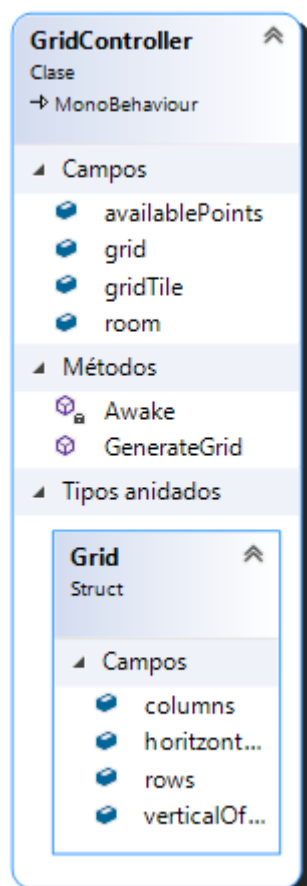 GridController
Clase
MonoBehaviour
Campos
availablePoints
grid
gridTile
room
Métodos
Awake
GenerateGrid
Tipos anidados
Grid
Struct
Campos
columns
horitzont...
rows
verticalOf...